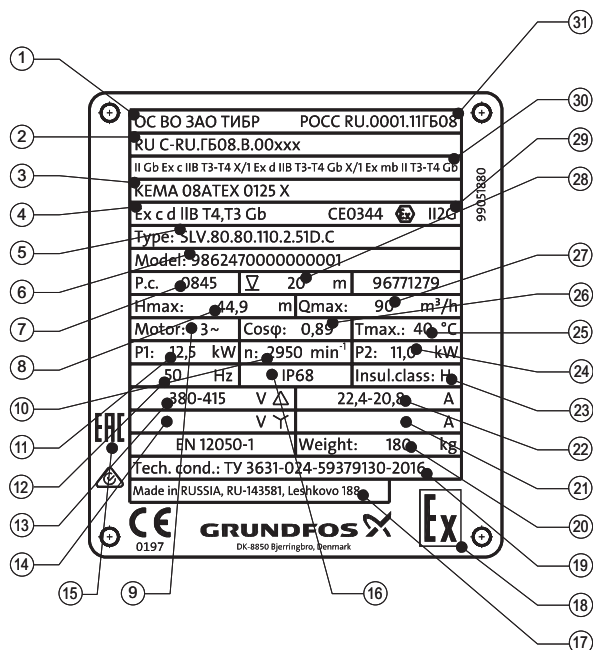 1
31
ОС ВО ЗАО ТИБР РОСС RU.0001.11ГБ08
30
2
RU C-RU.ГБ08.В.00xxx
29
II Gb Ex c IIB T3-T4 X/1 Ex d IIB T3-T4 Gb X/1 Ex mb II T3-T4 Gb
3
КЕМА 08ATEX 0125 X
28
99051880
4
Ex c d IIB T4,T3 Gb CE0344 Ex II2G
5
Type: SLV.80.80.110.2.51D.C
6
Model: 9862470000000001
27
P.c. 0845 20 m 96771279
7
26
Hmax: 44,9 m Qmax: 90 m³/h
8
25
Motor: 3~ Cosφ: 0,89 Tmax.: 40 °C
P1: 12,5 kW n: 2950 min⁻¹ P2: 11,0 kW
24
50 Hz IP68 Insul.class: H
10
23
380-415 V △ 22,4-20,8 A
11
EAC
V Y A
22
EN 12050-1 Weight: 180 kg
12
21
Tech. cond.: ТУ 3631-024-59379130-2016
13
20
Made in RUSSIA, RU-143581, Leshkovo 188
14
CE
0197
GRUNDFOS
DK-8850 Bjerringbro, Denmark
Ex
19
15
9
16
18
17